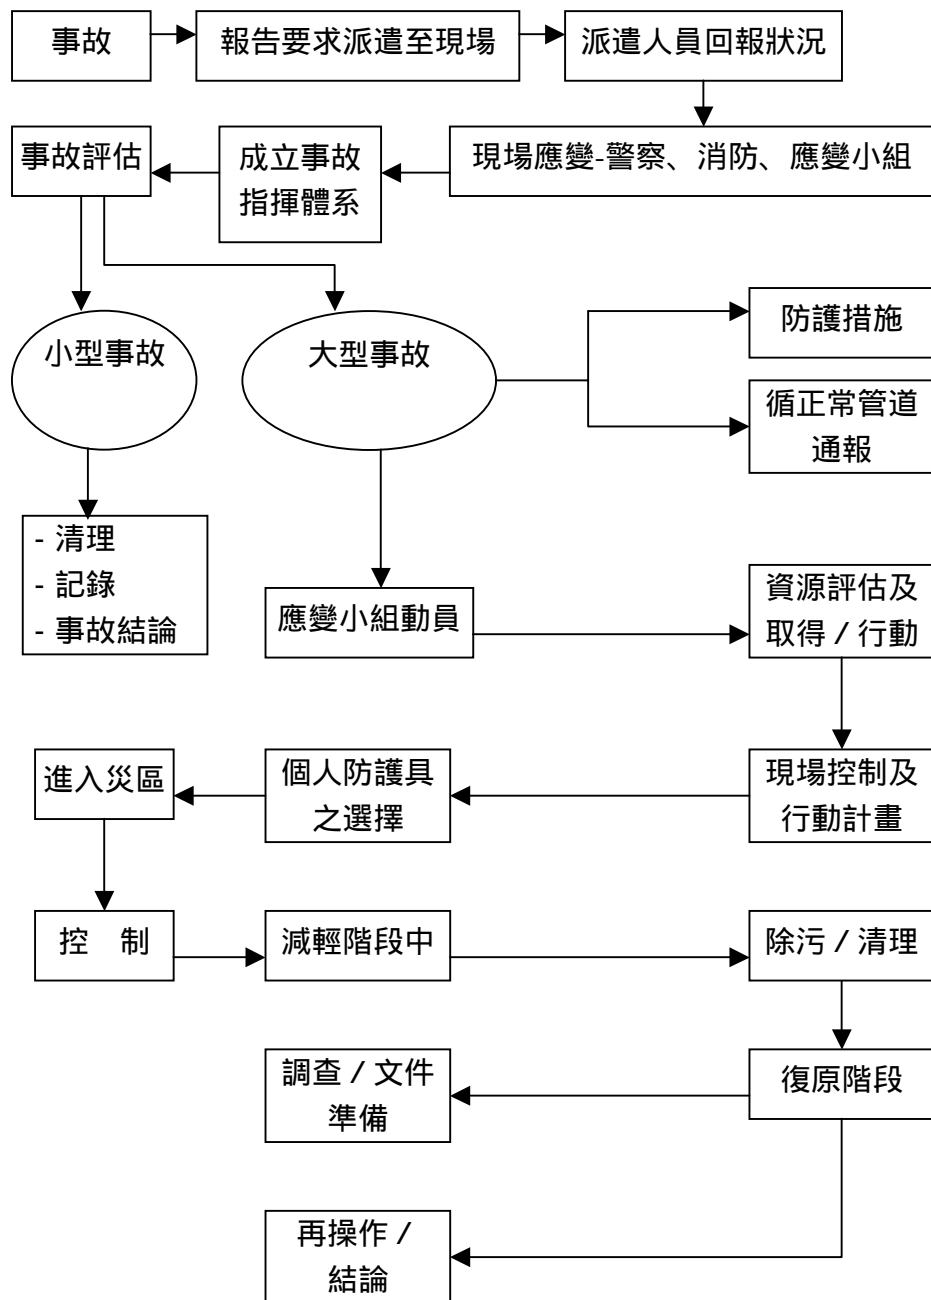 事故
報告要求派遣至現場
派遣人員回報狀況
事故評估
成立事故
指揮體系
現場應變-警察、消防、應變小組
小型事故
大型事故
防護措施
循正常管道
通報
- 清理
- 記錄
- 事故結論
應變小組動員
資源評估及
取得 / 行動
進入災區
個人防護具
之選擇
現場控制及
行動計畫
控 制
減輕階段中
除污 / 清理
調查 / 文件
準備
復原階段
再操作 /
結論